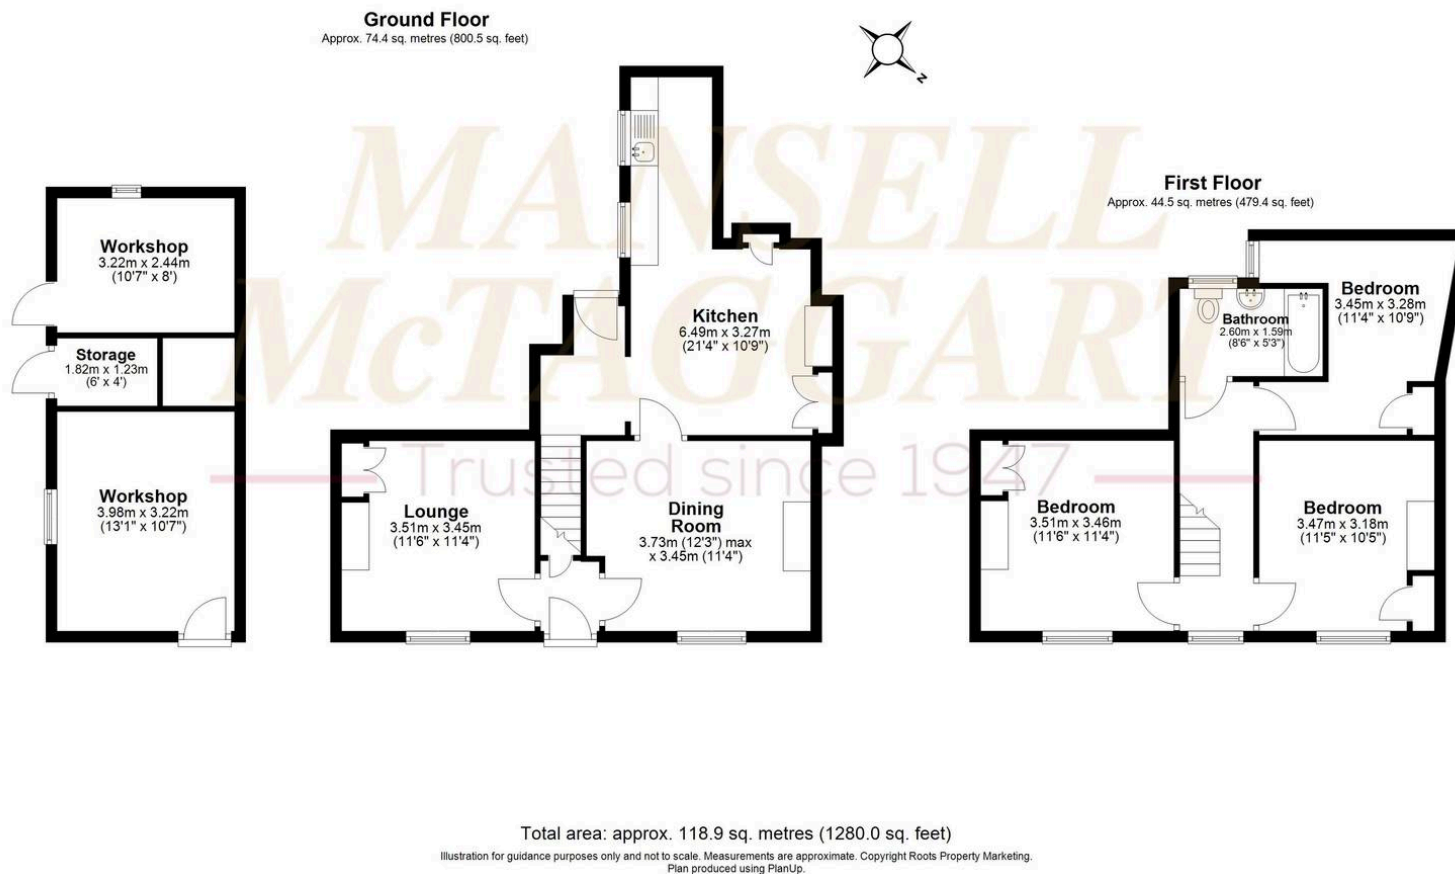 Ground Floor
Approx. 74.4 sq. metres (800.5 sq. feet)
N
MANSELL
McTAGGART
Trusted since 1947
Workshop
3.22m x 2.44m
(10'7" x 8')
Storage
1.82m x 1.23m
(6' x 4')
Workshop
3.98m x 3.22m
(13'1" x 10'7")
Kitchen
6.49m x 3.27m
(21'4" x 10'9")
Lounge
3.51m x 3.45m
(11'6" x 11'4")
Dining
Room
3.73m (12'3") max
x 3.45m (11'4")
First Floor
Approx. 44.5 sq. metres (479.4 sq. feet)
Bedroom
3.45m x 3.28m
(11'4" x 10'9")
Bathroom
2.60m x 1.59m
(8'6" x 5'3")
Bedroom
3.51m x 3.46m
(11'6" x 11'4")
Bedroom
3.47m x 3.18m
(11'5" x 10'5")
Total area: approx. 118.9 sq. metres (1280.0 sq. feet)
Illustration for guidance purposes only and not to scale. Measurements are approximate. Copyright Roots Property Marketing.
Plan produced using PlanUp.